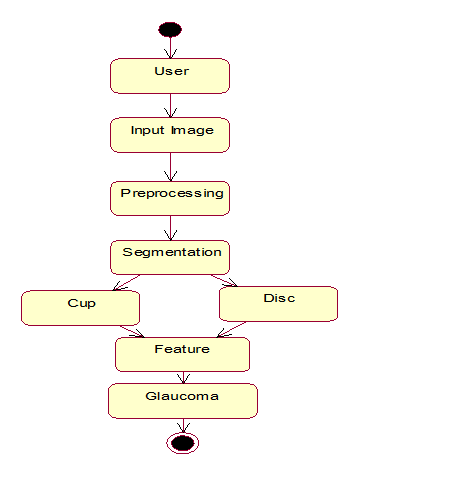 User
Input Image
Preprocessing
Segmentation
Cup
Disc
Feature
Glaucoma